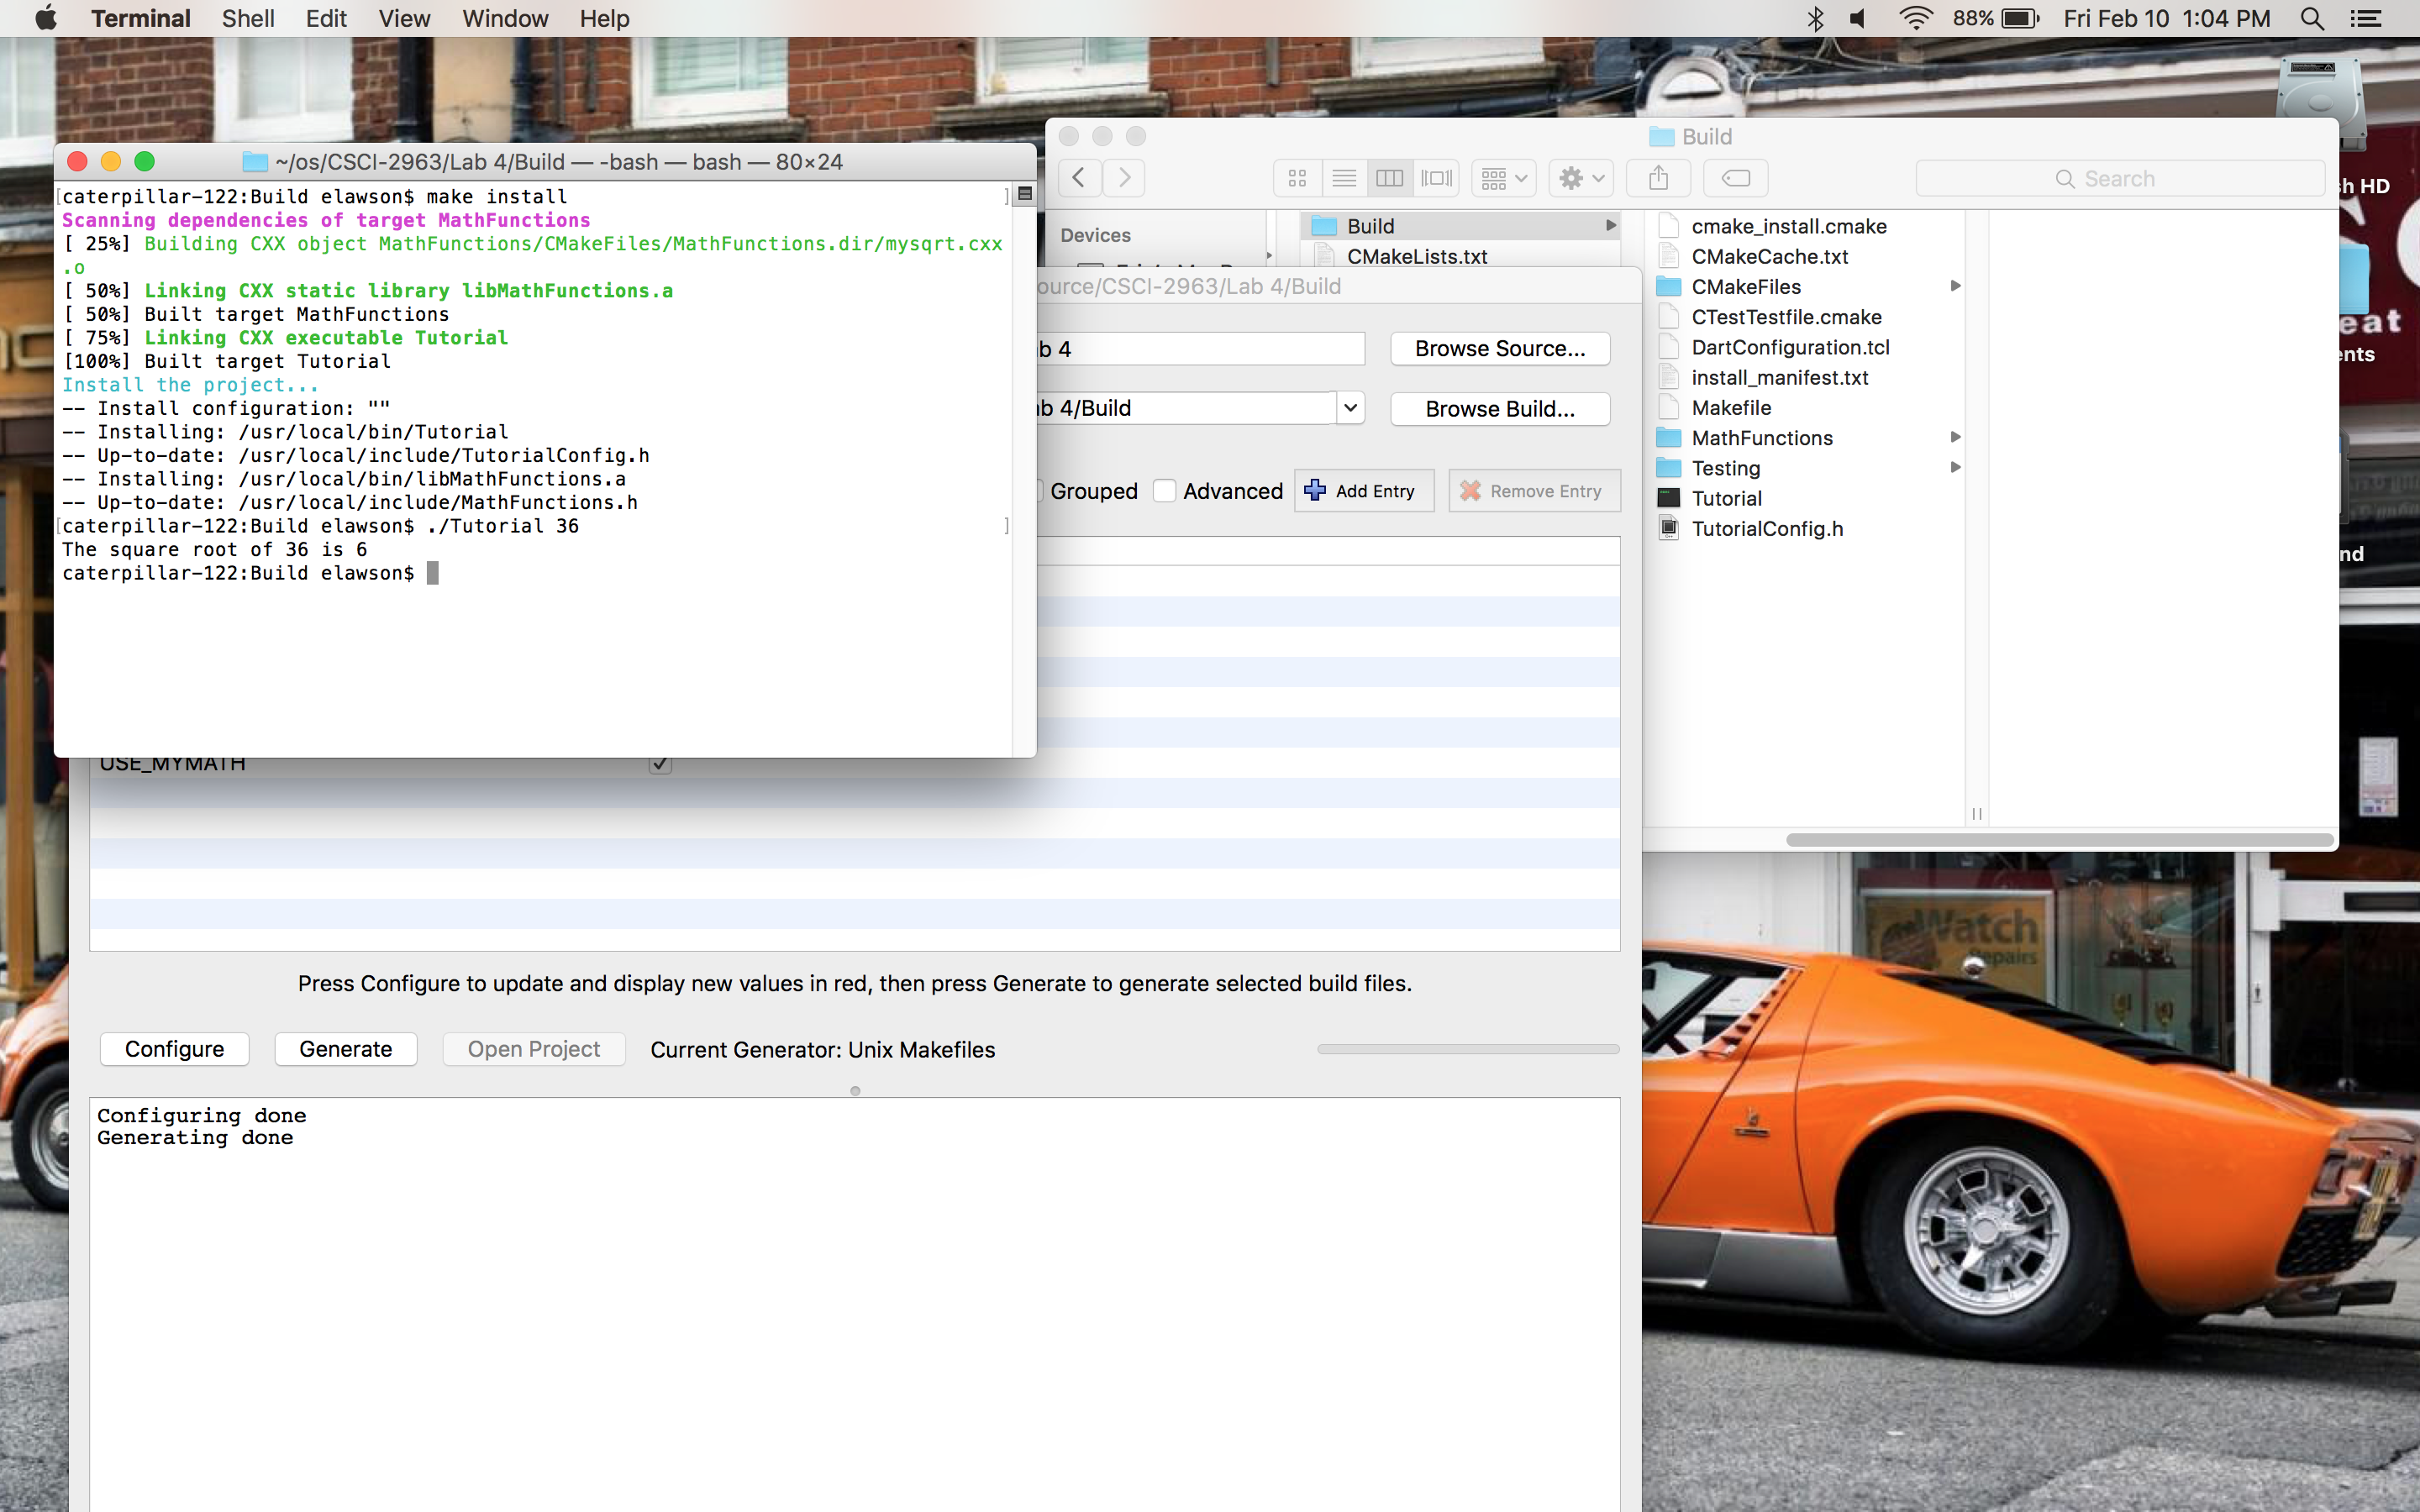 Terminal Shell Edit View Window Help 88% Fri Feb 10 1:04 PM
~/os/CSCI-2963/Lab 4/Build — -bash — bash — 80×24
caterpillar-122:Build elawson$ make install
Scanning dependencies of target MathFunctions
[ 25%] Building CXX object MathFunctions/CMakeFiles/MathFunctions.dir/mysqrt.cxx
.o
[ 50%] Linking CXX static library libMathFunctions.a
[ 50%] Built target MathFunctions
[ 75%] Linking CXX executable Tutorial
[100%] Built target Tutorial
Install the project...
-- Install configuration: ""
-- Installing: /usr/local/bin/Tutorial
-- Up-to-date: /usr/local/include/TutorialConfig.h
-- Installing: /usr/local/bin/libMathFunctions.a
-- Up-to-date: /usr/local/include/MathFunctions.h
caterpillar-122:Build elawson$ ./Tutorial 36
The square root of 36 is 6
caterpillar-122:Build elawson$
Build
Search
Devices
Build
CMakeLists.txt
cmake_install.cmake
CMakeCache.txt
CMakeFiles
CTestTestfile.cmake
DartConfiguration.tcl
install_manifest.txt
Makefile
MathFunctions
Testing
Tutorial
TutorialConfig.h
ource/CSCI-2963/Lab 4/Build
b 4
Browse Source...
b 4/Build
Browse Build...
Grouped Advanced Add Entry Remove Entry
USE_MYMATH
Press Configure to update and display new values in red, then press Generate to generate selected build files.
Configure Generate Open Project Current Generator: Unix Makefiles
Configuring done
Generating done
sh HD
eat
ents
nd
Watch
Repairs